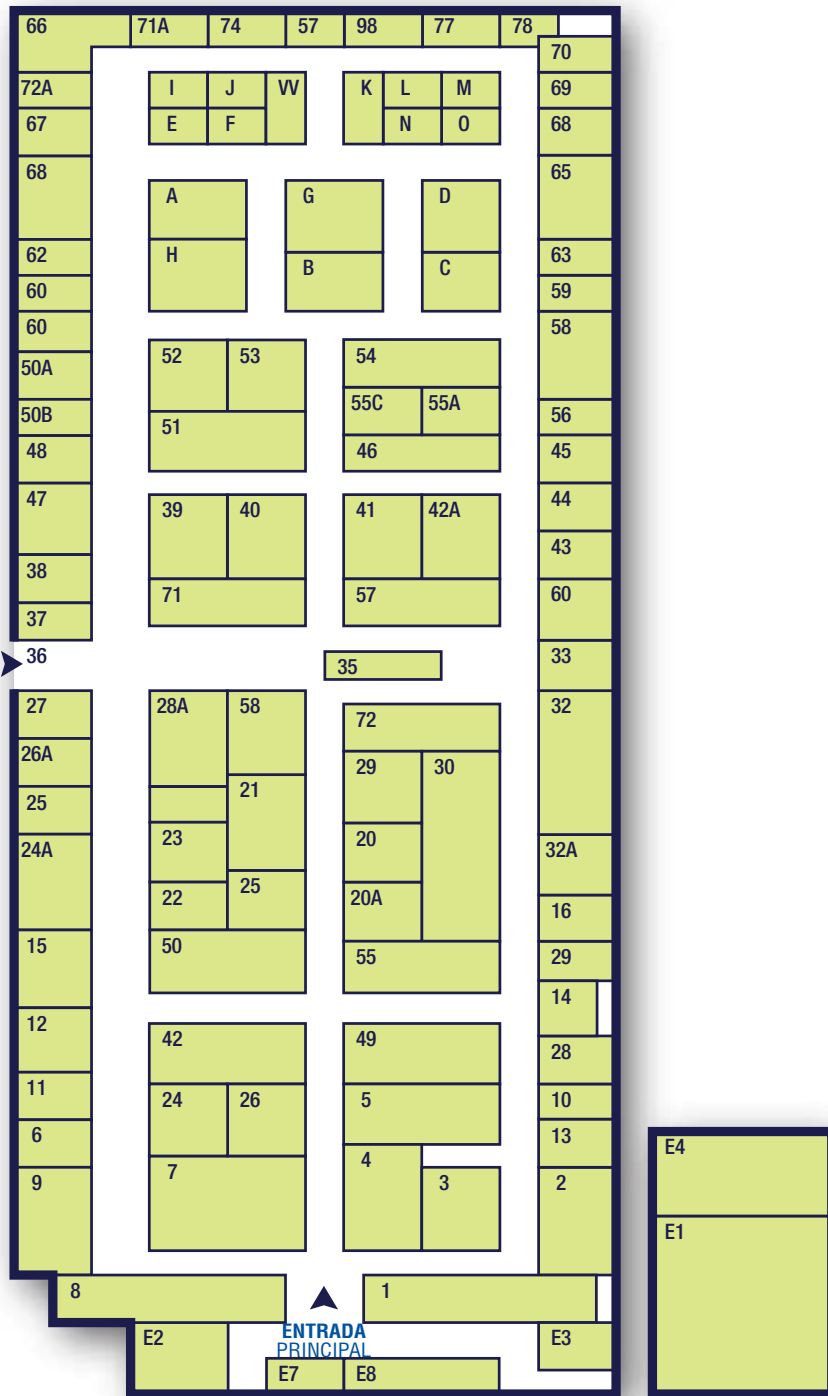 66 71A 74 57 98 77 78
70
72A I J VV K L M 69
67 E F N O 68
68 A G D 65
62 H B C 63
60 59
60 52 53 54 58
50A
50B 51 55C 55A 56
48 46 45
47 39 40 41 42A 44
38 43
37 71 57 60
36 35 33
27 28A 58 72 32
26A 29 30
25 21
24A 23 20 32A
22 25 20A 16
15 50 55 29
14
12 42 49 28
11 24 26 5 10
6 4 13
9 7 3 2
8 1
ENTRADA
PRINCIPAL
E2 E3
E7 E8
E4
E1